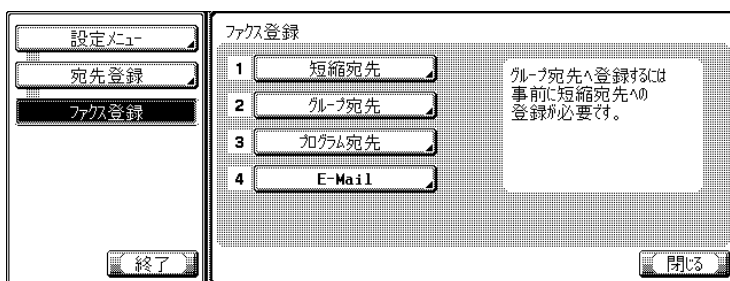 設定メニュー
宛先登録
ファクス登録
終了
ファクス登録
1 短縮宛先
2 グループ宛先
3 プログラム宛先
4 E-Mail
グループ宛先へ登録するには
事前に短縮宛先への
登録が必要です。
閉じる